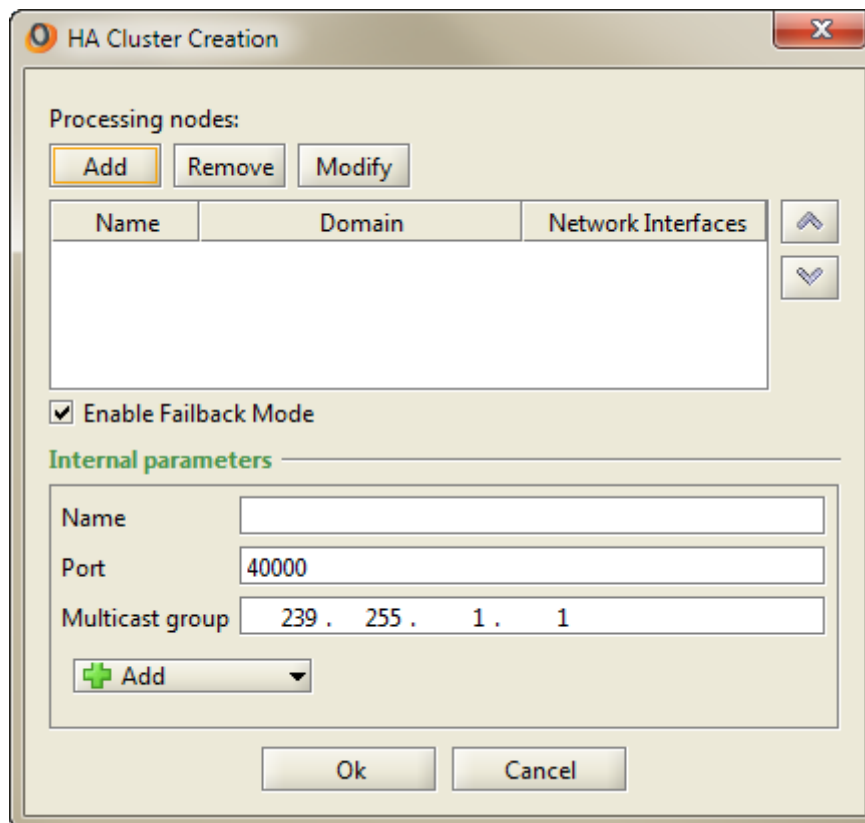 HA Cluster Creation
Processing nodes:
Add Remove Modify
Name Domain Network Interfaces
Enable Failback Mode
Internal parameters
Name
Port 40000
Multicast group 239 . 255 . 1 . 1
Add
Ok Cancel